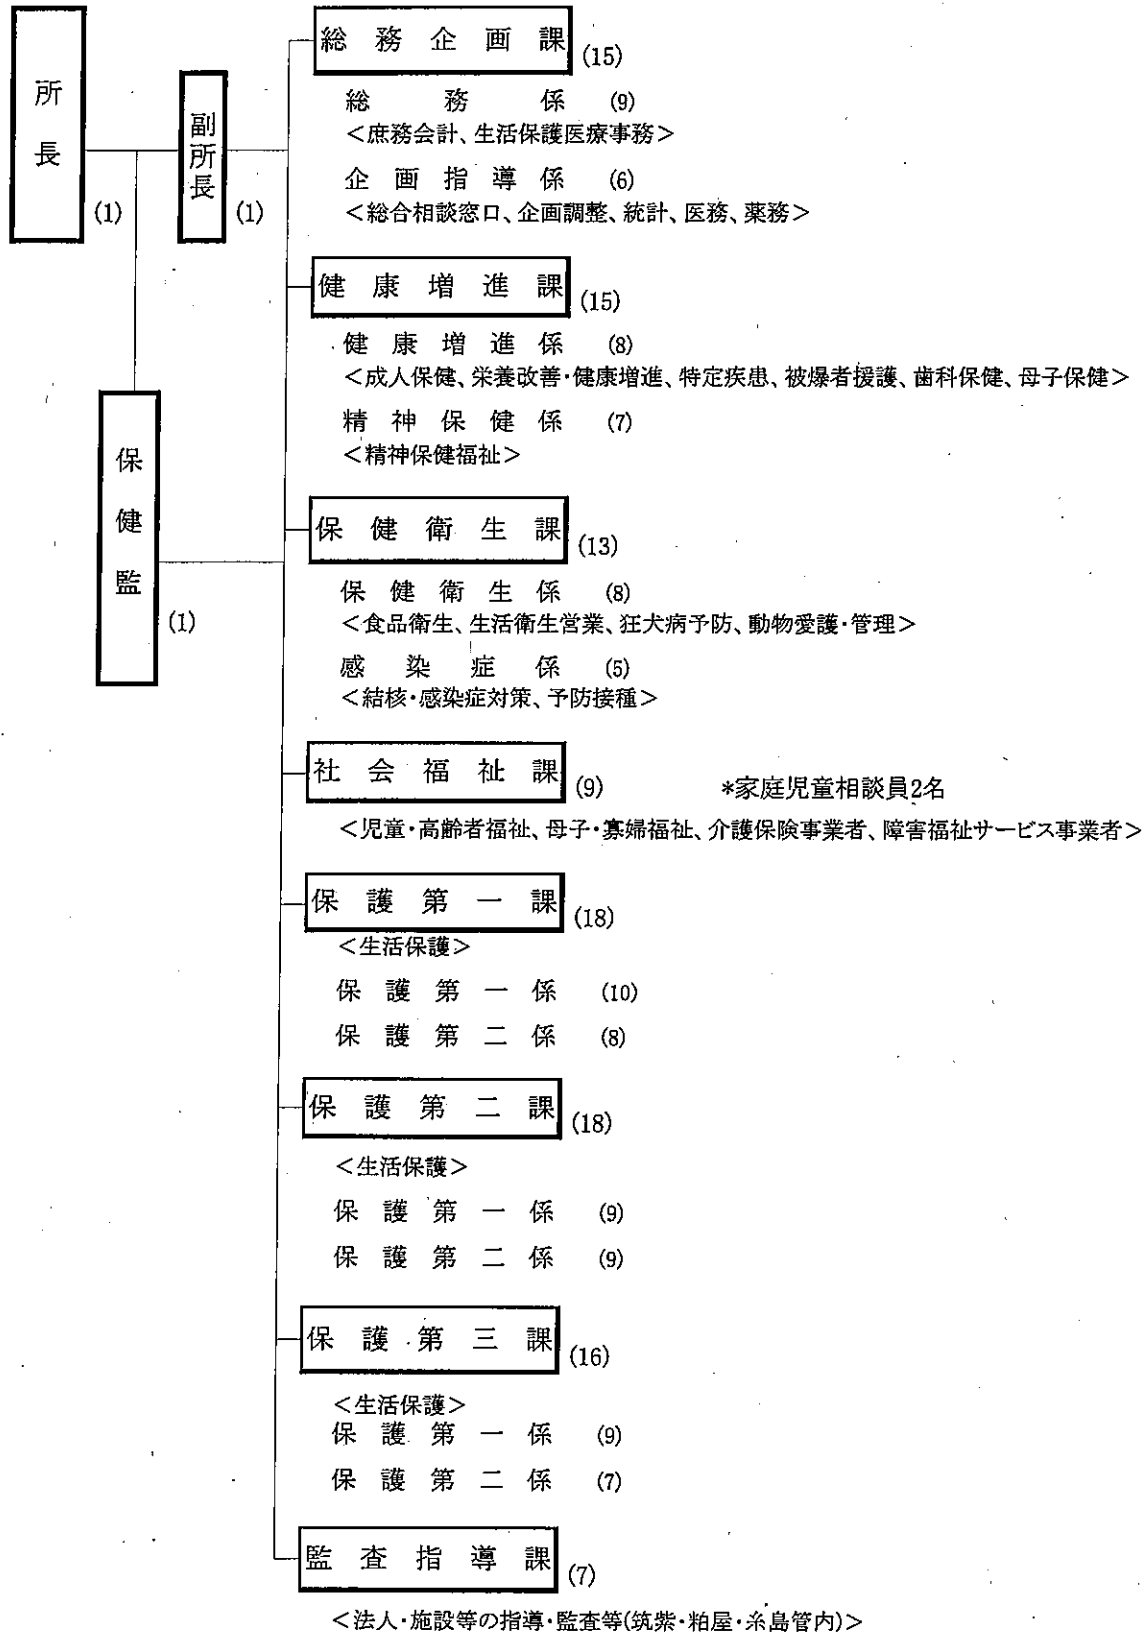 所長 (1)
副所長 (1)
保健監 (1)
総務企画課 (15)
総務係 (9)
<庶務会計、生活保護医療事務>
企画指導係 (6)
<総合相談窓口、企画調整、統計、医務、薬務>
健康増進課 (15)
健康増進係 (8)
<成人保健、栄養改善・健康増進、特定疾患、被爆者援護、歯科保健、母子保健>
精神保健係 (7)
<精神保健福祉>
保健衛生課 (13)
保健衛生係 (8)
<食品衛生、生活衛生営業、狂犬病予防、動物愛護・管理>
感染症係 (5)
<結核・感染症対策、予防接種>
社会福祉課 (9) *家庭児童相談員2名
<児童・高齢者福祉、母子・寡婦福祉、介護保険事業者、障害福祉サービス事業者>
保護第一課 (18)
<生活保護>
保護第一係 (10)
保護第二係 (8)
保護第二課 (18)
<生活保護>
保護第一係 (9)
保護第二係 (9)
保護第三課 (16)
<生活保護>
保護第一係 (9)
保護第二係 (7)
監査指導課 (7)
<法人・施設等の指導・監査等(筑紫・粕屋・糸島管内)>